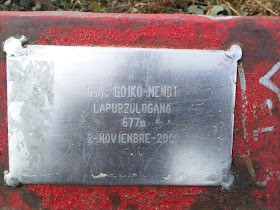 G.M. GOIKO-MENDI
LAPURZULOGANA
677m
2-NOVIEMBRE-200